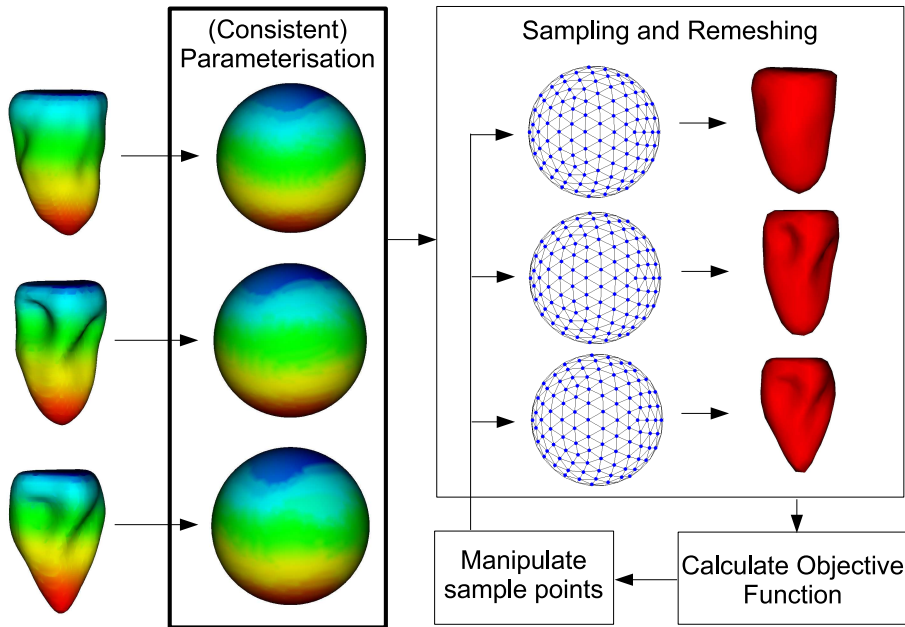 (Consistent)
Parameterisation
Sampling and Remeshing
Manipulate
sample points
Calculate Objective
Function